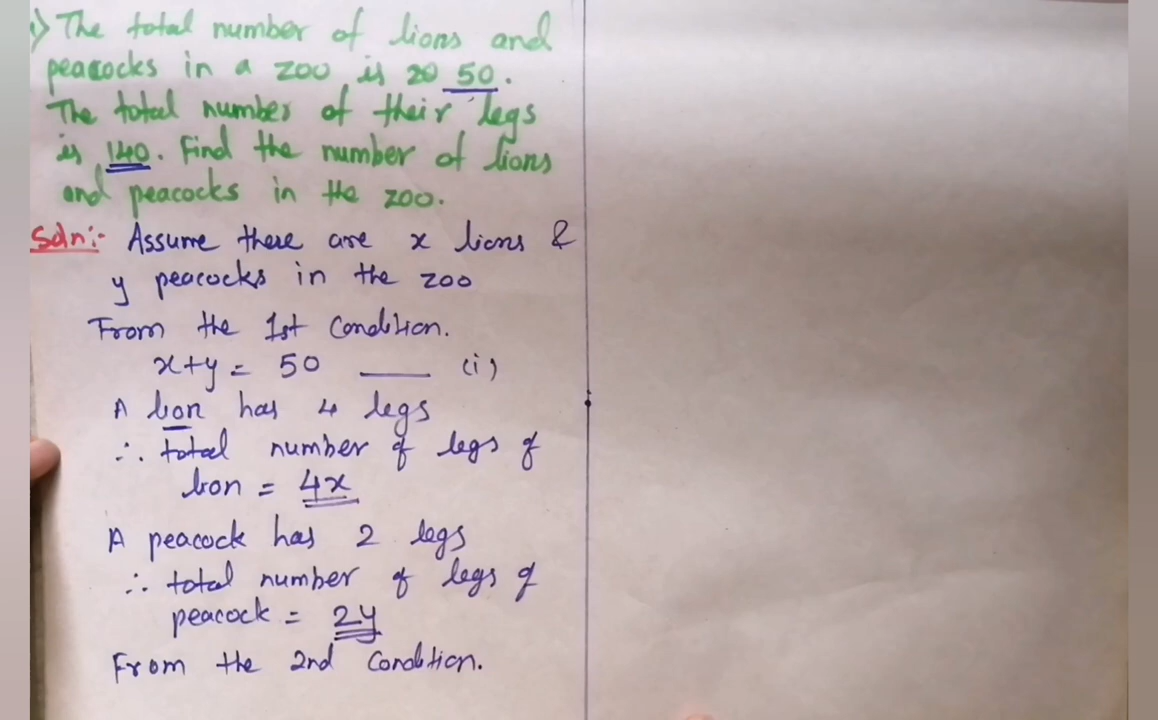 1) The total number of lions and
peacocks in a zoo is 20 50.
The total number of their legs
is 140. Find the number of lions
and peacocks in the zoo.
Soln:- Assume there are x lions &
y peacocks in the zoo
From the 1st Condition.
x+y = 50 ___ (i)
A lion has 4 legs
∴ total number of legs of
lion = 4x
A peacock has 2 legs
∴ total number of legs of
peacock = 2y
From the 2nd Condition.